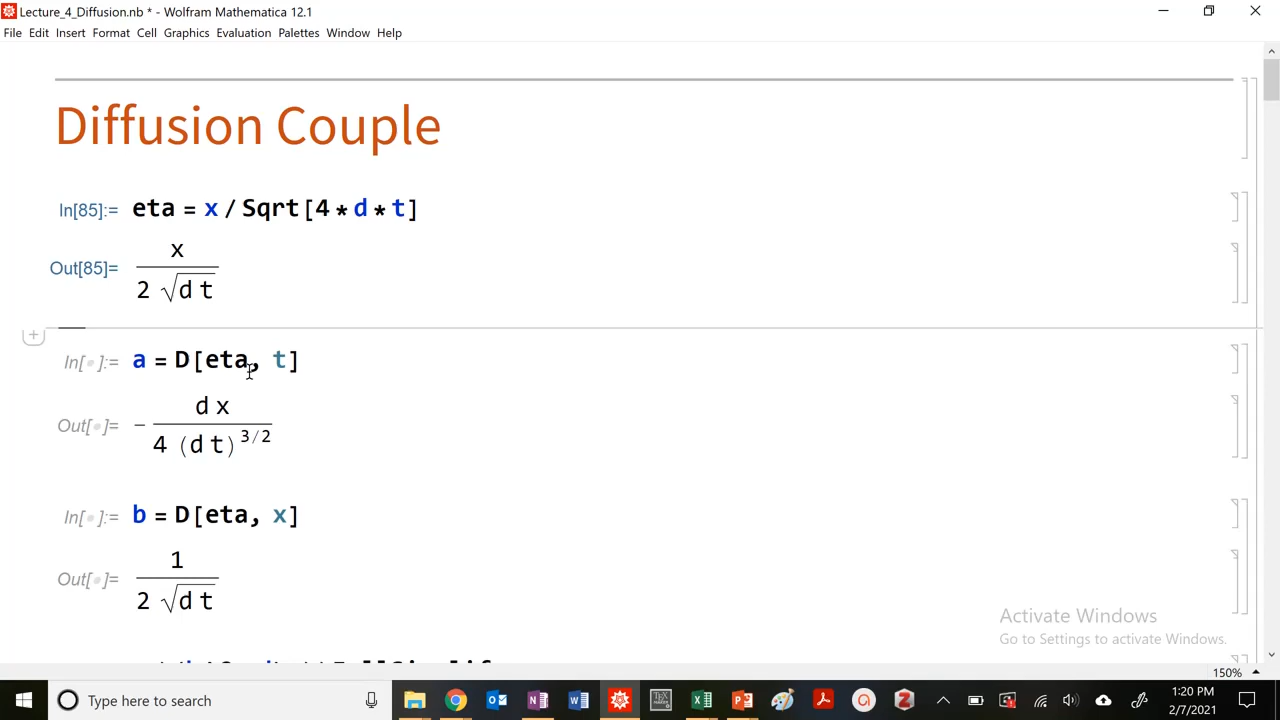 Lecture_4_Diffusion.nb * - Wolfram Mathematica 12.1
File Edit Insert Format Cell Graphics Evaluation Palettes Window Help
Diffusion Couple
In[85]:= eta = x / Sqrt[4 * d * t]
Out[85]= x / (2 √(d t))
In[ ]:= a = D[eta, t]
Out[ ]= - d x / (4 (d t)^3/2)
In[ ]:= b = D[eta, x]
Out[ ]= 1 / (2 √(d t))
Activate Windows
Go to Settings to activate Windows.
150%
Type here to search
1:20 PM
2/7/2021